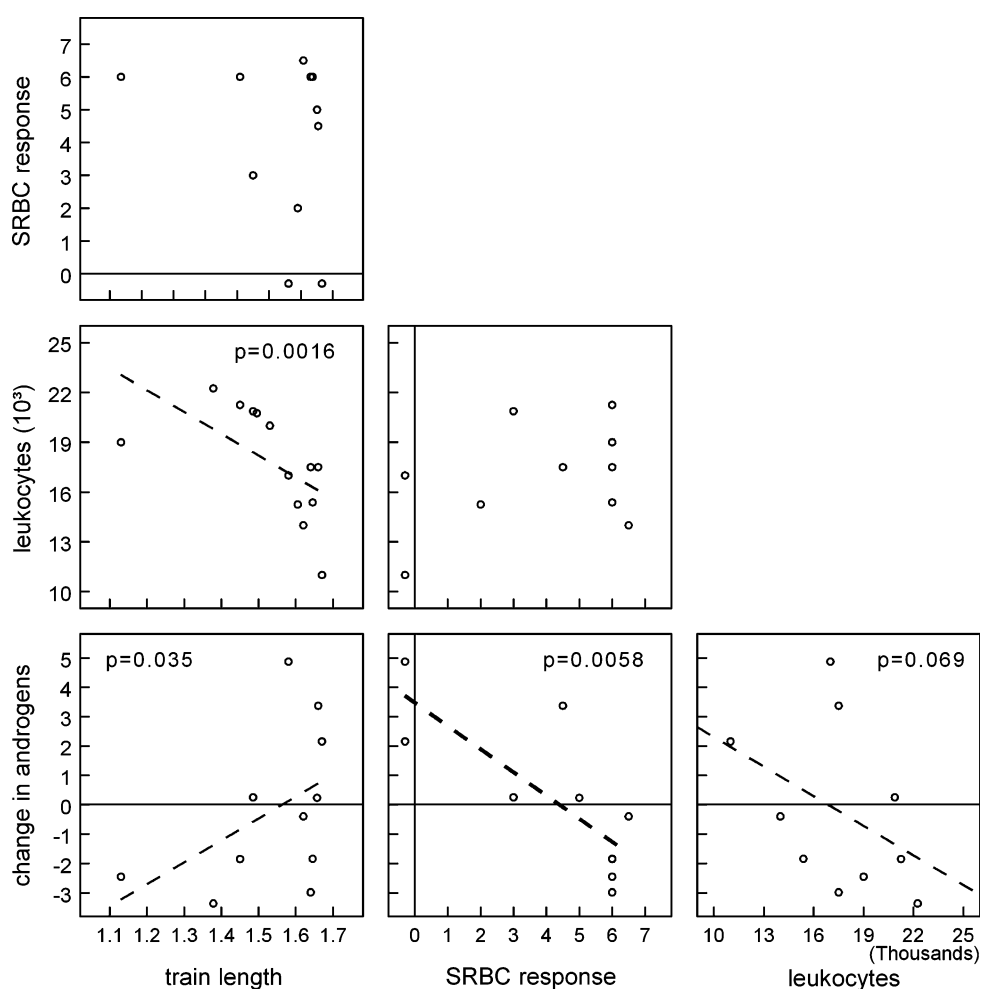 SRBC response
7
6
5
4
3
2
1
0
leukocytes (10³)
25
22
19
16
13
10
p=0.0016
change in androgens
5
4
3
2
1
0
-1
-2
-3
p=0.035
p=0.0058
p=0.069
1.1 1.2 1.3 1.4 1.5 1.6 1.7
0 1 2 3 4 5 6 7
10 13 16 19 22 25
(Thousands)
train length
SRBC response
leukocytes